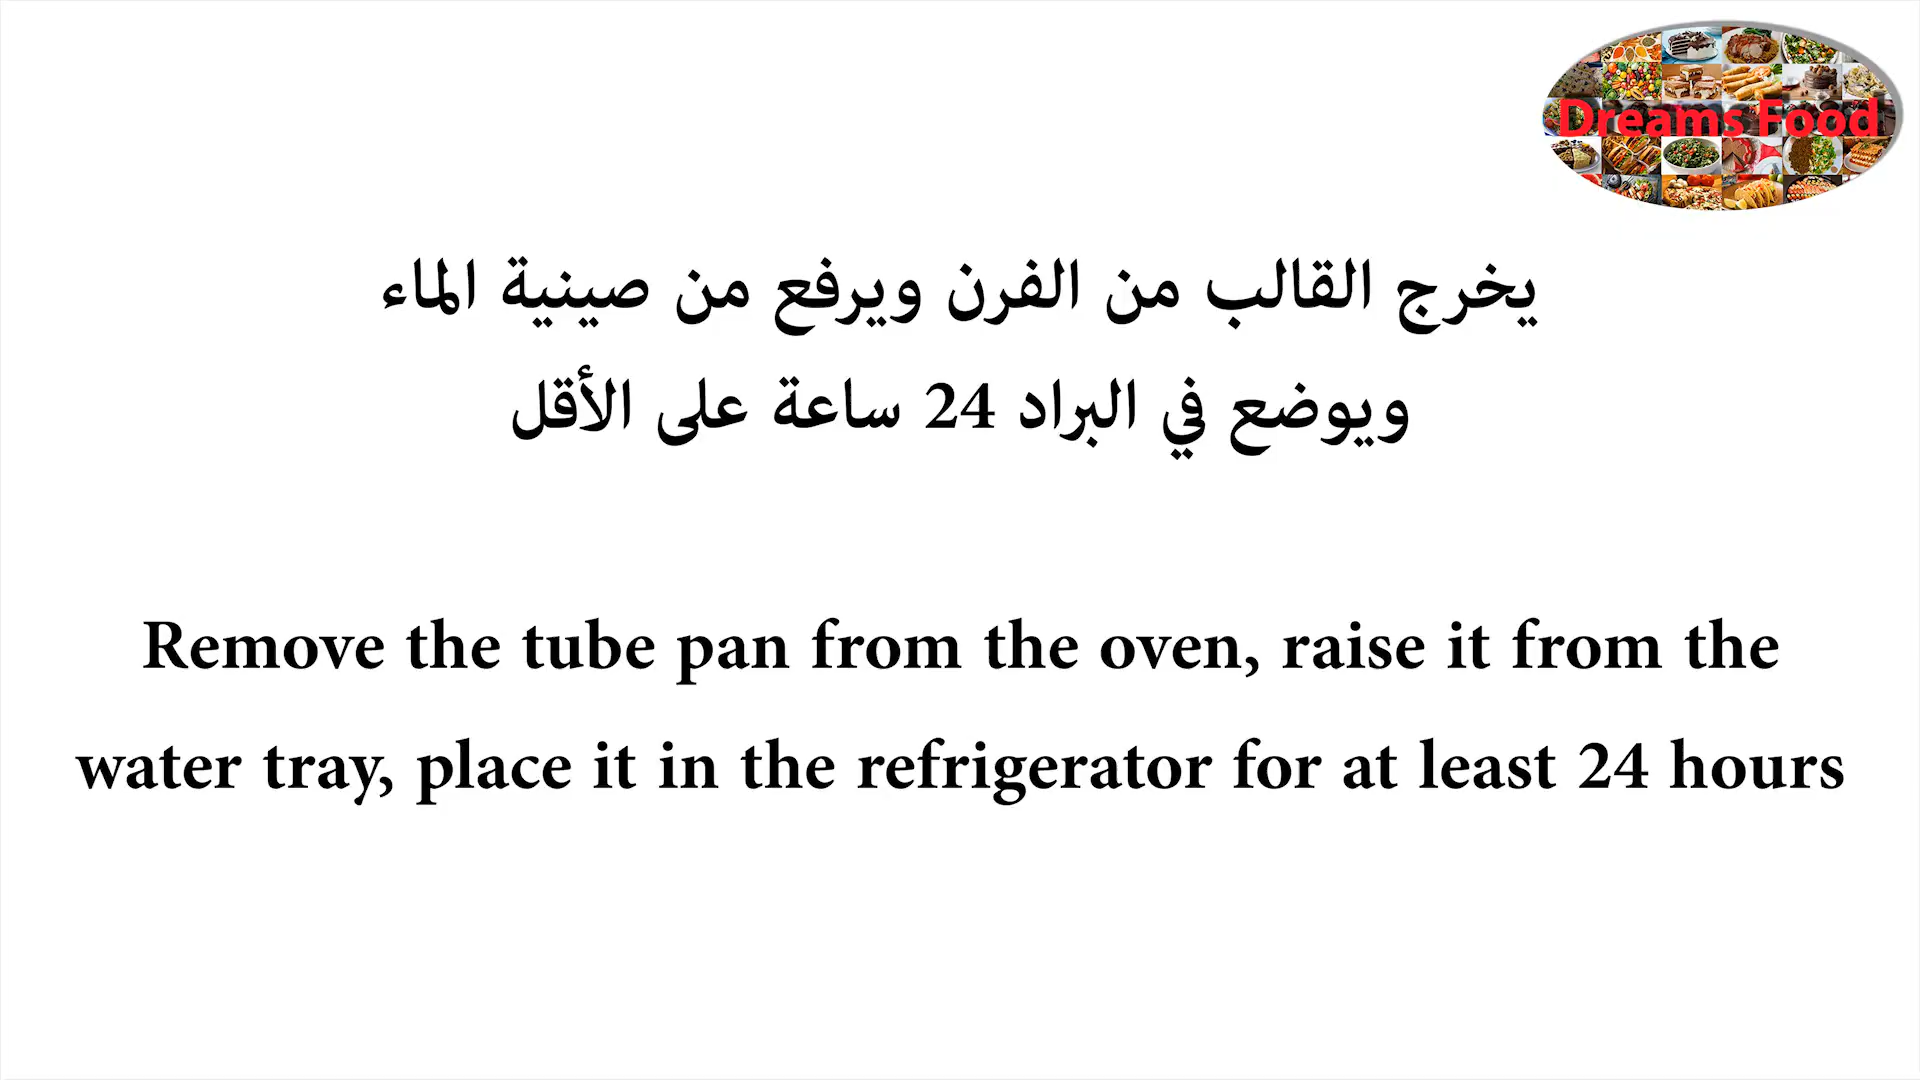 Dreams Food
يخرج القالب من الفرن ويرفع من صينية الماء
ويوضع في البراد 24 ساعة على الأقل
Remove the tube pan from the oven, raise it from the
water tray, place it in the refrigerator for at least 24 hours